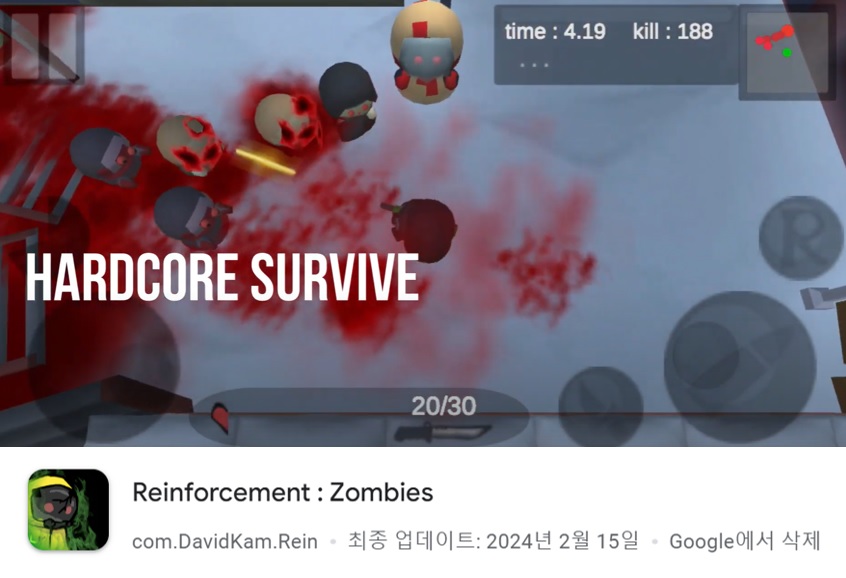 time : 4.19 kill : 188
...
R
HARDCORE SURVIVE
20/30
Reinforcement : Zombies
com.DavidKam.Rein • 최종 업데이트: 2024년 2월 15일 • Google에서 삭제